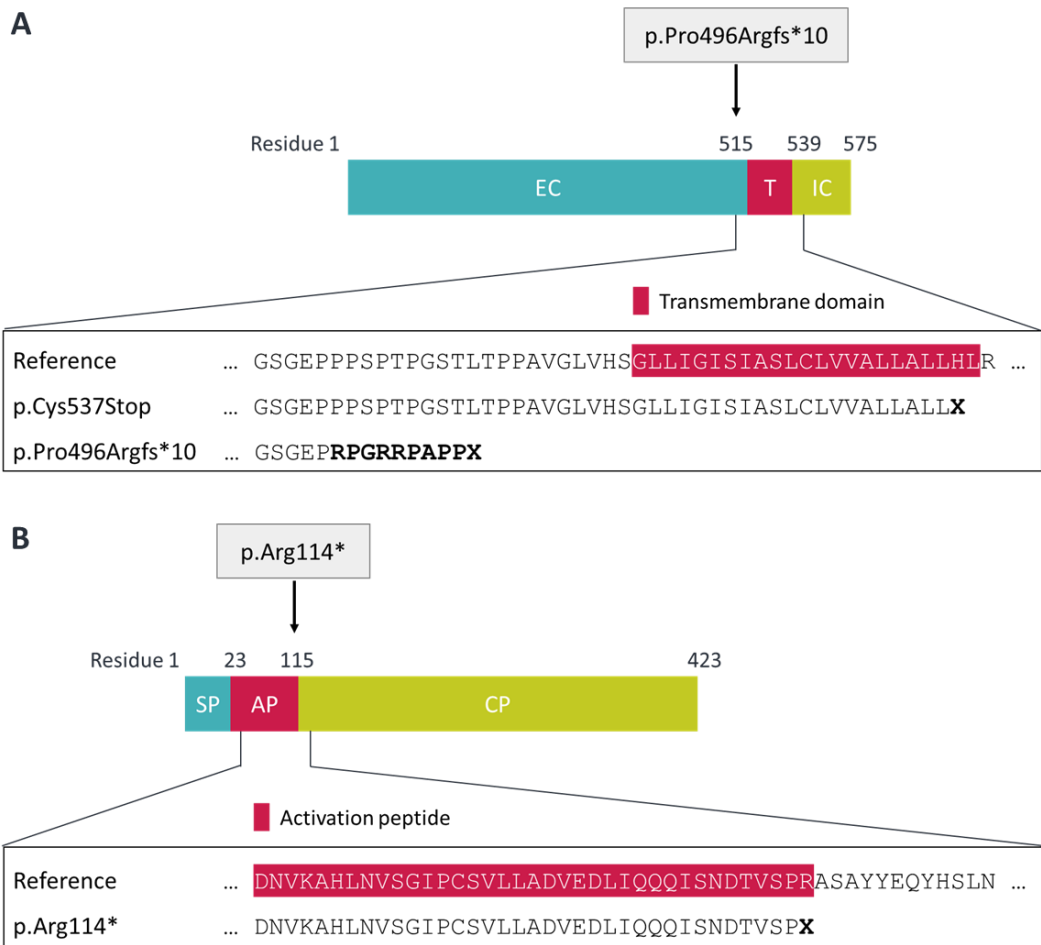 A
p.Pro496Argfs*10
Residue 1 515 539 575
EC T IC
Transmembrane domain
Reference ... GSGEPPPSPTPGSTLTPPAVGLVHSGLLIGISIASLCLVVALLALLHLR ...
p.Cys537Stop ... GSGEPPPSPTPGSTLTPPAVGLVHSGLLIGISIASLCLVVALLALLX
p.Pro496Argfs*10 ... GSGEPRPGRRPAPPX
B
p.Arg114*
Residue 1 23 115 423
SP AP CP
Activation peptide
Reference ... DNVKAHLNVSGIPCSVLLADVEDLIQQQISNDTVSPRASAYYEQYHSLN ...
p.Arg114* ... DNVKAHLNVSGIPCSVLLADVEDLIQQQISNDTVSPX